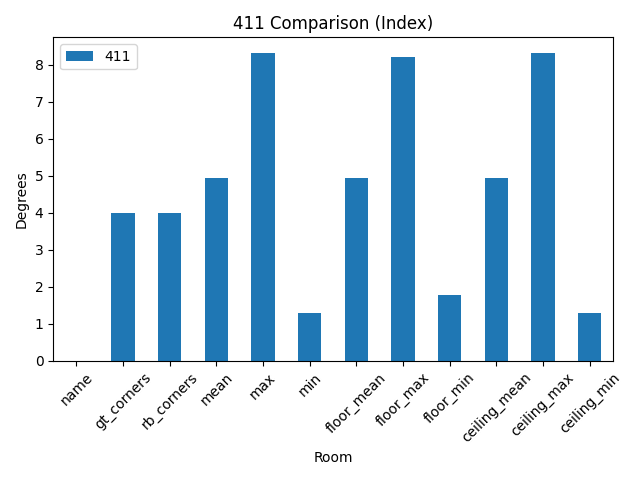 411 Comparison (Index)
411
Degrees
8
7
6
5
4
3
2
1
0
name
gt_corners
rb_corners
mean
max
min
floor_mean
floor_max
floor_min
ceiling_mean
ceiling_max
ceiling_min
Room